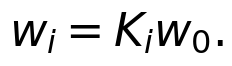 w_i = K_i w_0.